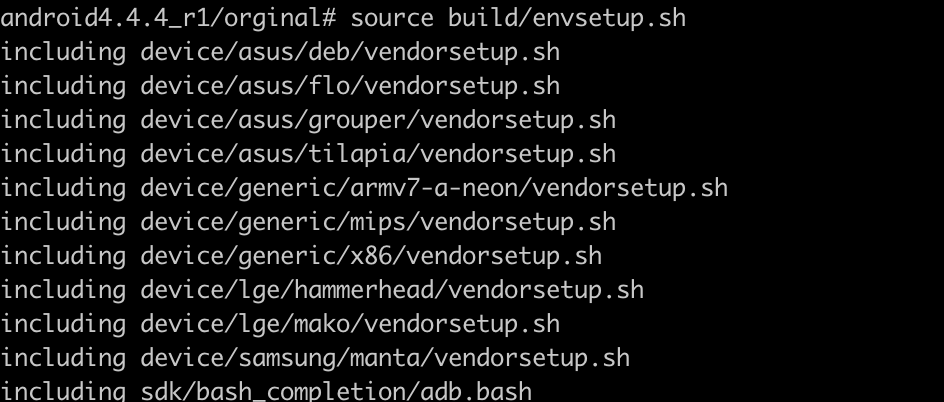 android4.4.4_r1/orginal# source build/envsetup.sh
including device/asus/deb/vendorsetup.sh
including device/asus/flo/vendorsetup.sh
including device/asus/grouper/vendorsetup.sh
including device/asus/tilapia/vendorsetup.sh
including device/generic/armv7-a-neon/vendorsetup.sh
including device/generic/mips/vendorsetup.sh
including device/generic/x86/vendorsetup.sh
including device/lge/hammerhead/vendorsetup.sh
including device/lge/mako/vendorsetup.sh
including device/samsung/manta/vendorsetup.sh
including sdk/bash_completion/adb.bash